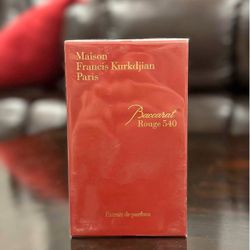 Maison
Francis Kurkdjian
Paris
Baccarat
Rouge 540
Extrait de parfum